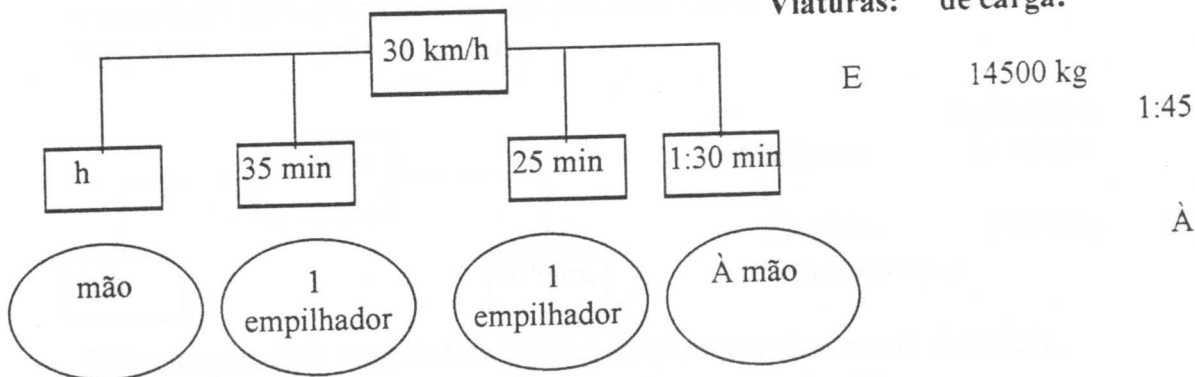 Viaturas: de carga:
30 km/h
E 14500 kg
1:45
h
35 min
25 min
1:30 min
À
mão
1
empilhador
1
empilhador
À mão